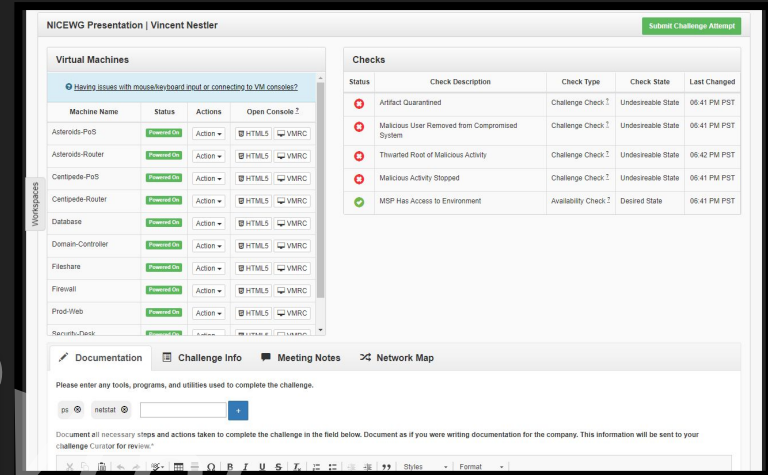 NICEWG Presentation | Vincent Nestler
Submit Challenge Attempt
Virtual Machines
Having issues with mouse/keyboard input or connecting to VM consoles?
Machine Name Status Actions Open Console ?
Asteroids-PoS Powered On Action HTML5 VMRC
Asteroids-Router Powered On Action HTML5 VMRC
Centipede-PoS Powered On Action HTML5 VMRC
Centipede-Router Powered On Action HTML5 VMRC
Database Powered On Action HTML5 VMRC
Domain-Controller Powered On Action HTML5 VMRC
Fileshare Powered On Action HTML5 VMRC
Firewall Powered On Action HTML5 VMRC
Prod-Web Powered On Action HTML5 VMRC
Security-Desk Powered On Action HTML5 VMRC
Checks
Status Check Description Check Type Check State Last Changed
Artifact Quarantined Challenge Check ? Undesireable State 06:41 PM PST
Malicious User Removed from Compromised
System Challenge Check ? Undesireable State 06:41 PM PST
Thwarted Root of Malicious Activity Challenge Check ? Undesireable State 06:42 PM PST
Malicious Activity Stopped Challenge Check ? Undesireable State 06:41 PM PST
MSP Has Access to Environment Availability Check ? Desired State 06:41 PM PST
Workspaces
Documentation Challenge Info Meeting Notes Network Map
Please enter any tools, programs, and utilities used to complete the challenge.
ps netstat +
Document all necessary steps and actions taken to complete the challenge in the field below. Document as if you were writing documentation for the company. This information will be sent to your
challenge Curator for review.*
B I U S Ix Styles Format